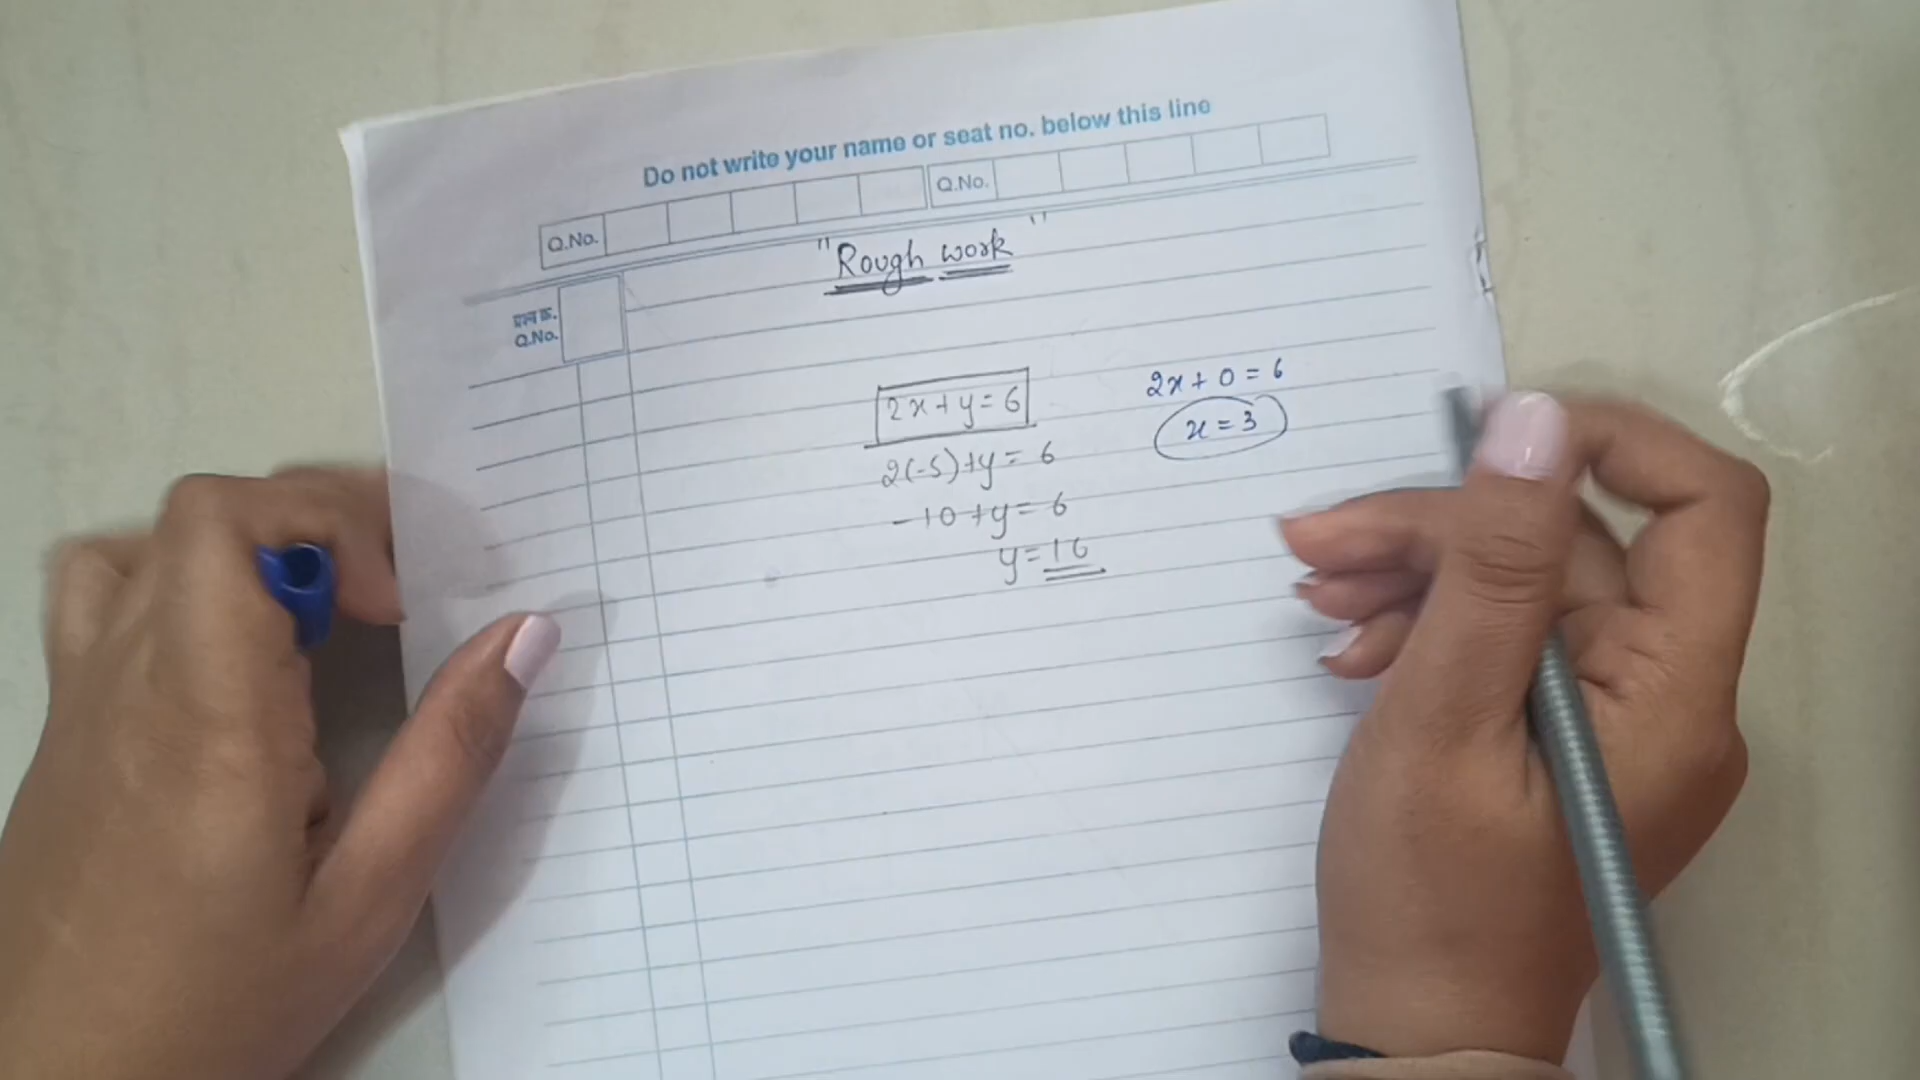 Do not write your name or seat no. below this line
Q.No. Q.No.
"Rough work"
प्रश्न क्र.
Q.No.
2x+y=6
2(-5)+y=6
-10+y=6
y=16
2x+0=6
x=3